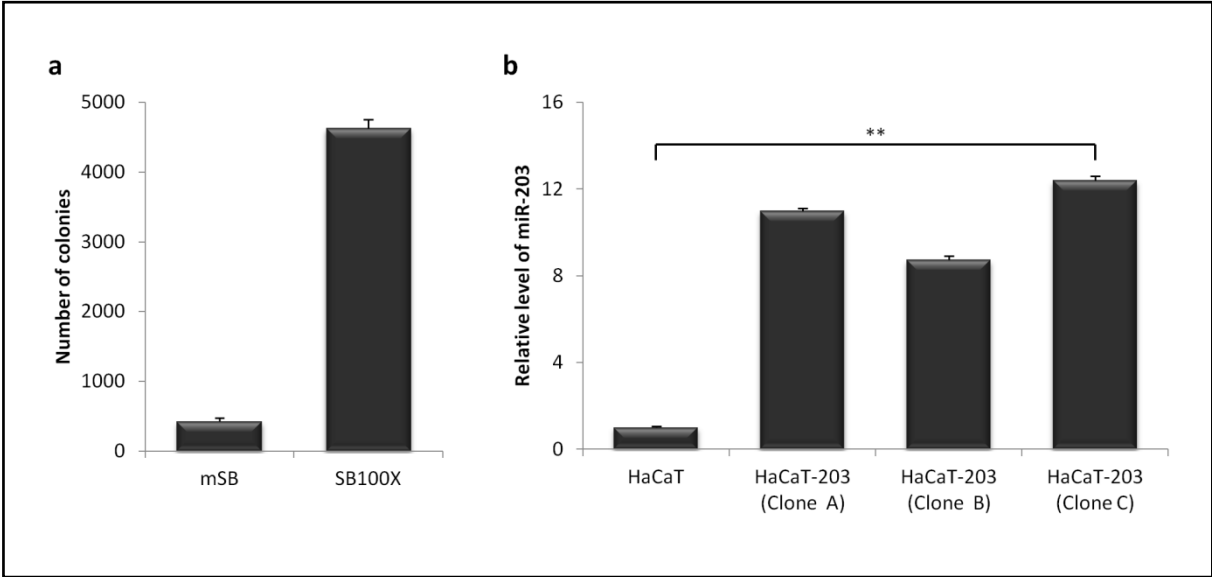 a
5000
4000
3000
2000
1000
0
Number of colonies
mSB SB100X
b
16
12
8
4
0
Relative level of miR-203
**
HaCaT HaCaT-203 HaCaT-203 HaCaT-203
(Clone A) (Clone B) (Clone C)